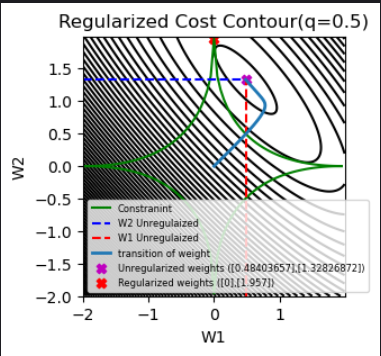 Regularized Cost Contour(q=0.5)
1.5
1.0
0.5
0.0
−0.5
−1.0
−1.5
−2.0
W2
Constranint
W2 Unregulaized
W1 Unregulaized
transition of weight
Unregularized weights ([0.48403657],[1.32826872])
Regularized weights ([0],[1.957])
−2
−1
0
1
W1